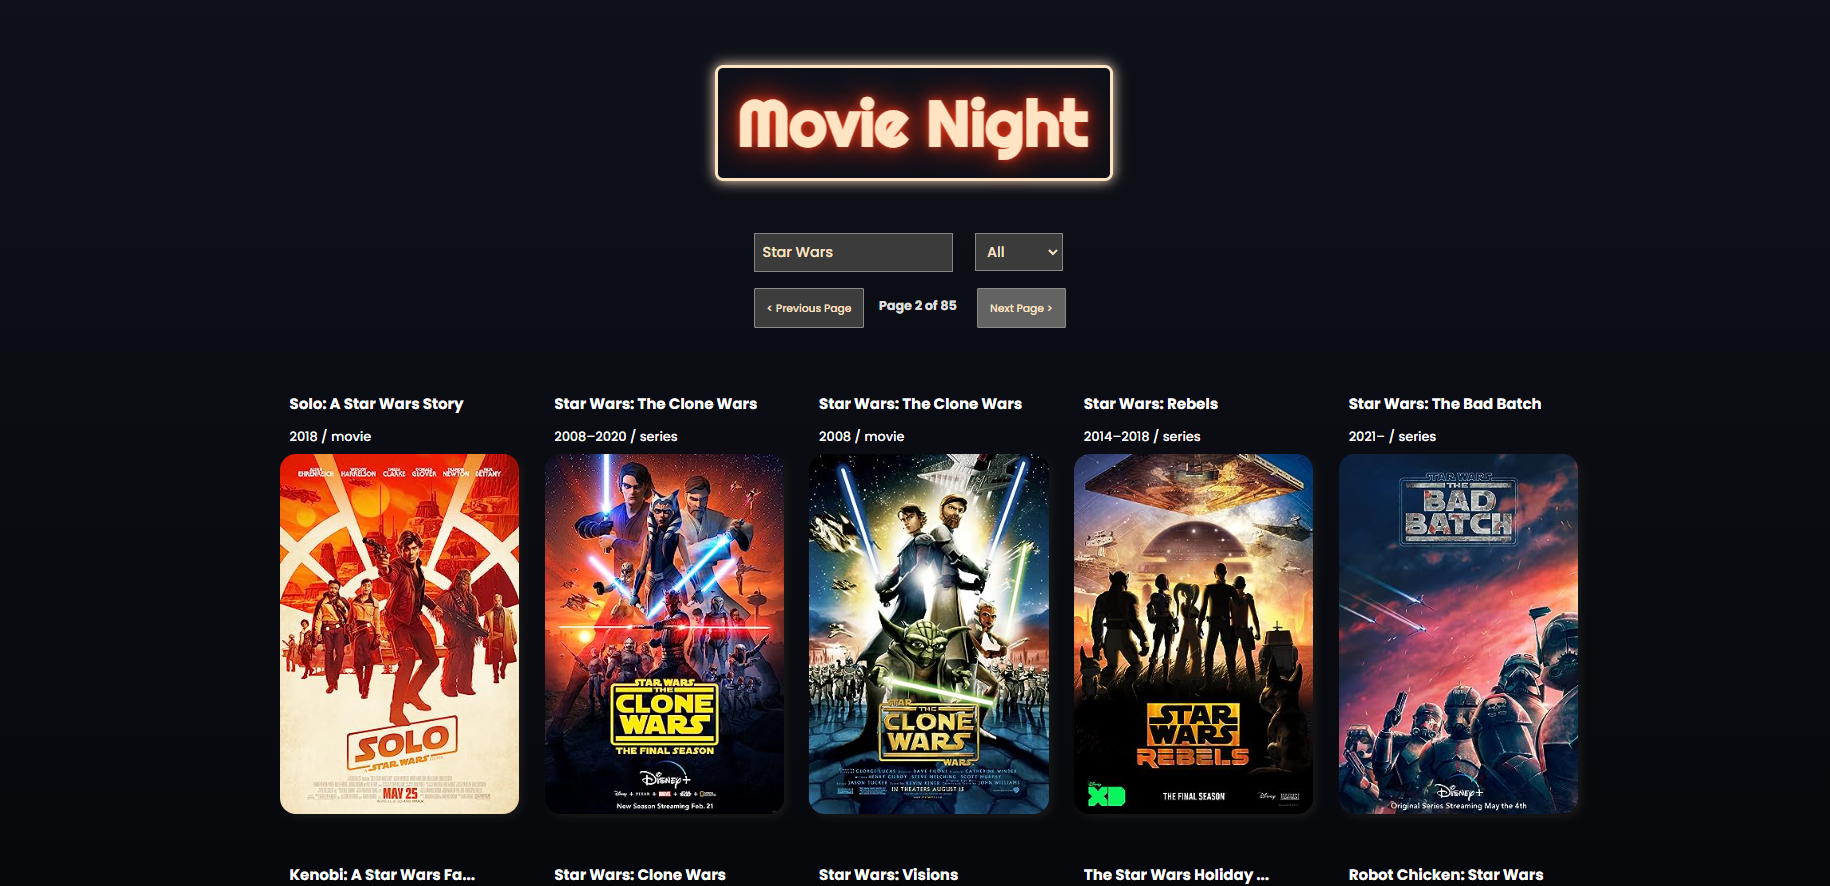 Movie Night
Star Wars
All
< Previous Page
Page 2 of 85
Next Page >
Solo: A Star Wars Story
2018 / movie
Star Wars: The Clone Wars
2008–2020 / series
Star Wars: The Clone Wars
2008 / movie
Star Wars: Rebels
2014–2018 / series
Star Wars: The Bad Batch
2021– / series
EHRENREICH HARRELSON CLARKE GLOVER NEWTON BETTANY
SOLO
A STAR WARS STORY
MAY 25
STAR WARS
THE
CLONE
WARS
THE FINAL SEASON
Disney+
New Season Streaming Feb. 21
STAR
THE
CLONE
WARS
WARS
IN THEATERS AUGUST 15
STAR
WARS
REBELS
XD
THE FINAL SEASON
STAR WARS
THE
BAD
BATCH
Disney+
Original Series Streaming May the 4th
Kenobi: A Star Wars Fa...
Star Wars: Clone Wars
Star Wars: Visions
The Star Wars Holiday ...
Robot Chicken: Star Wars